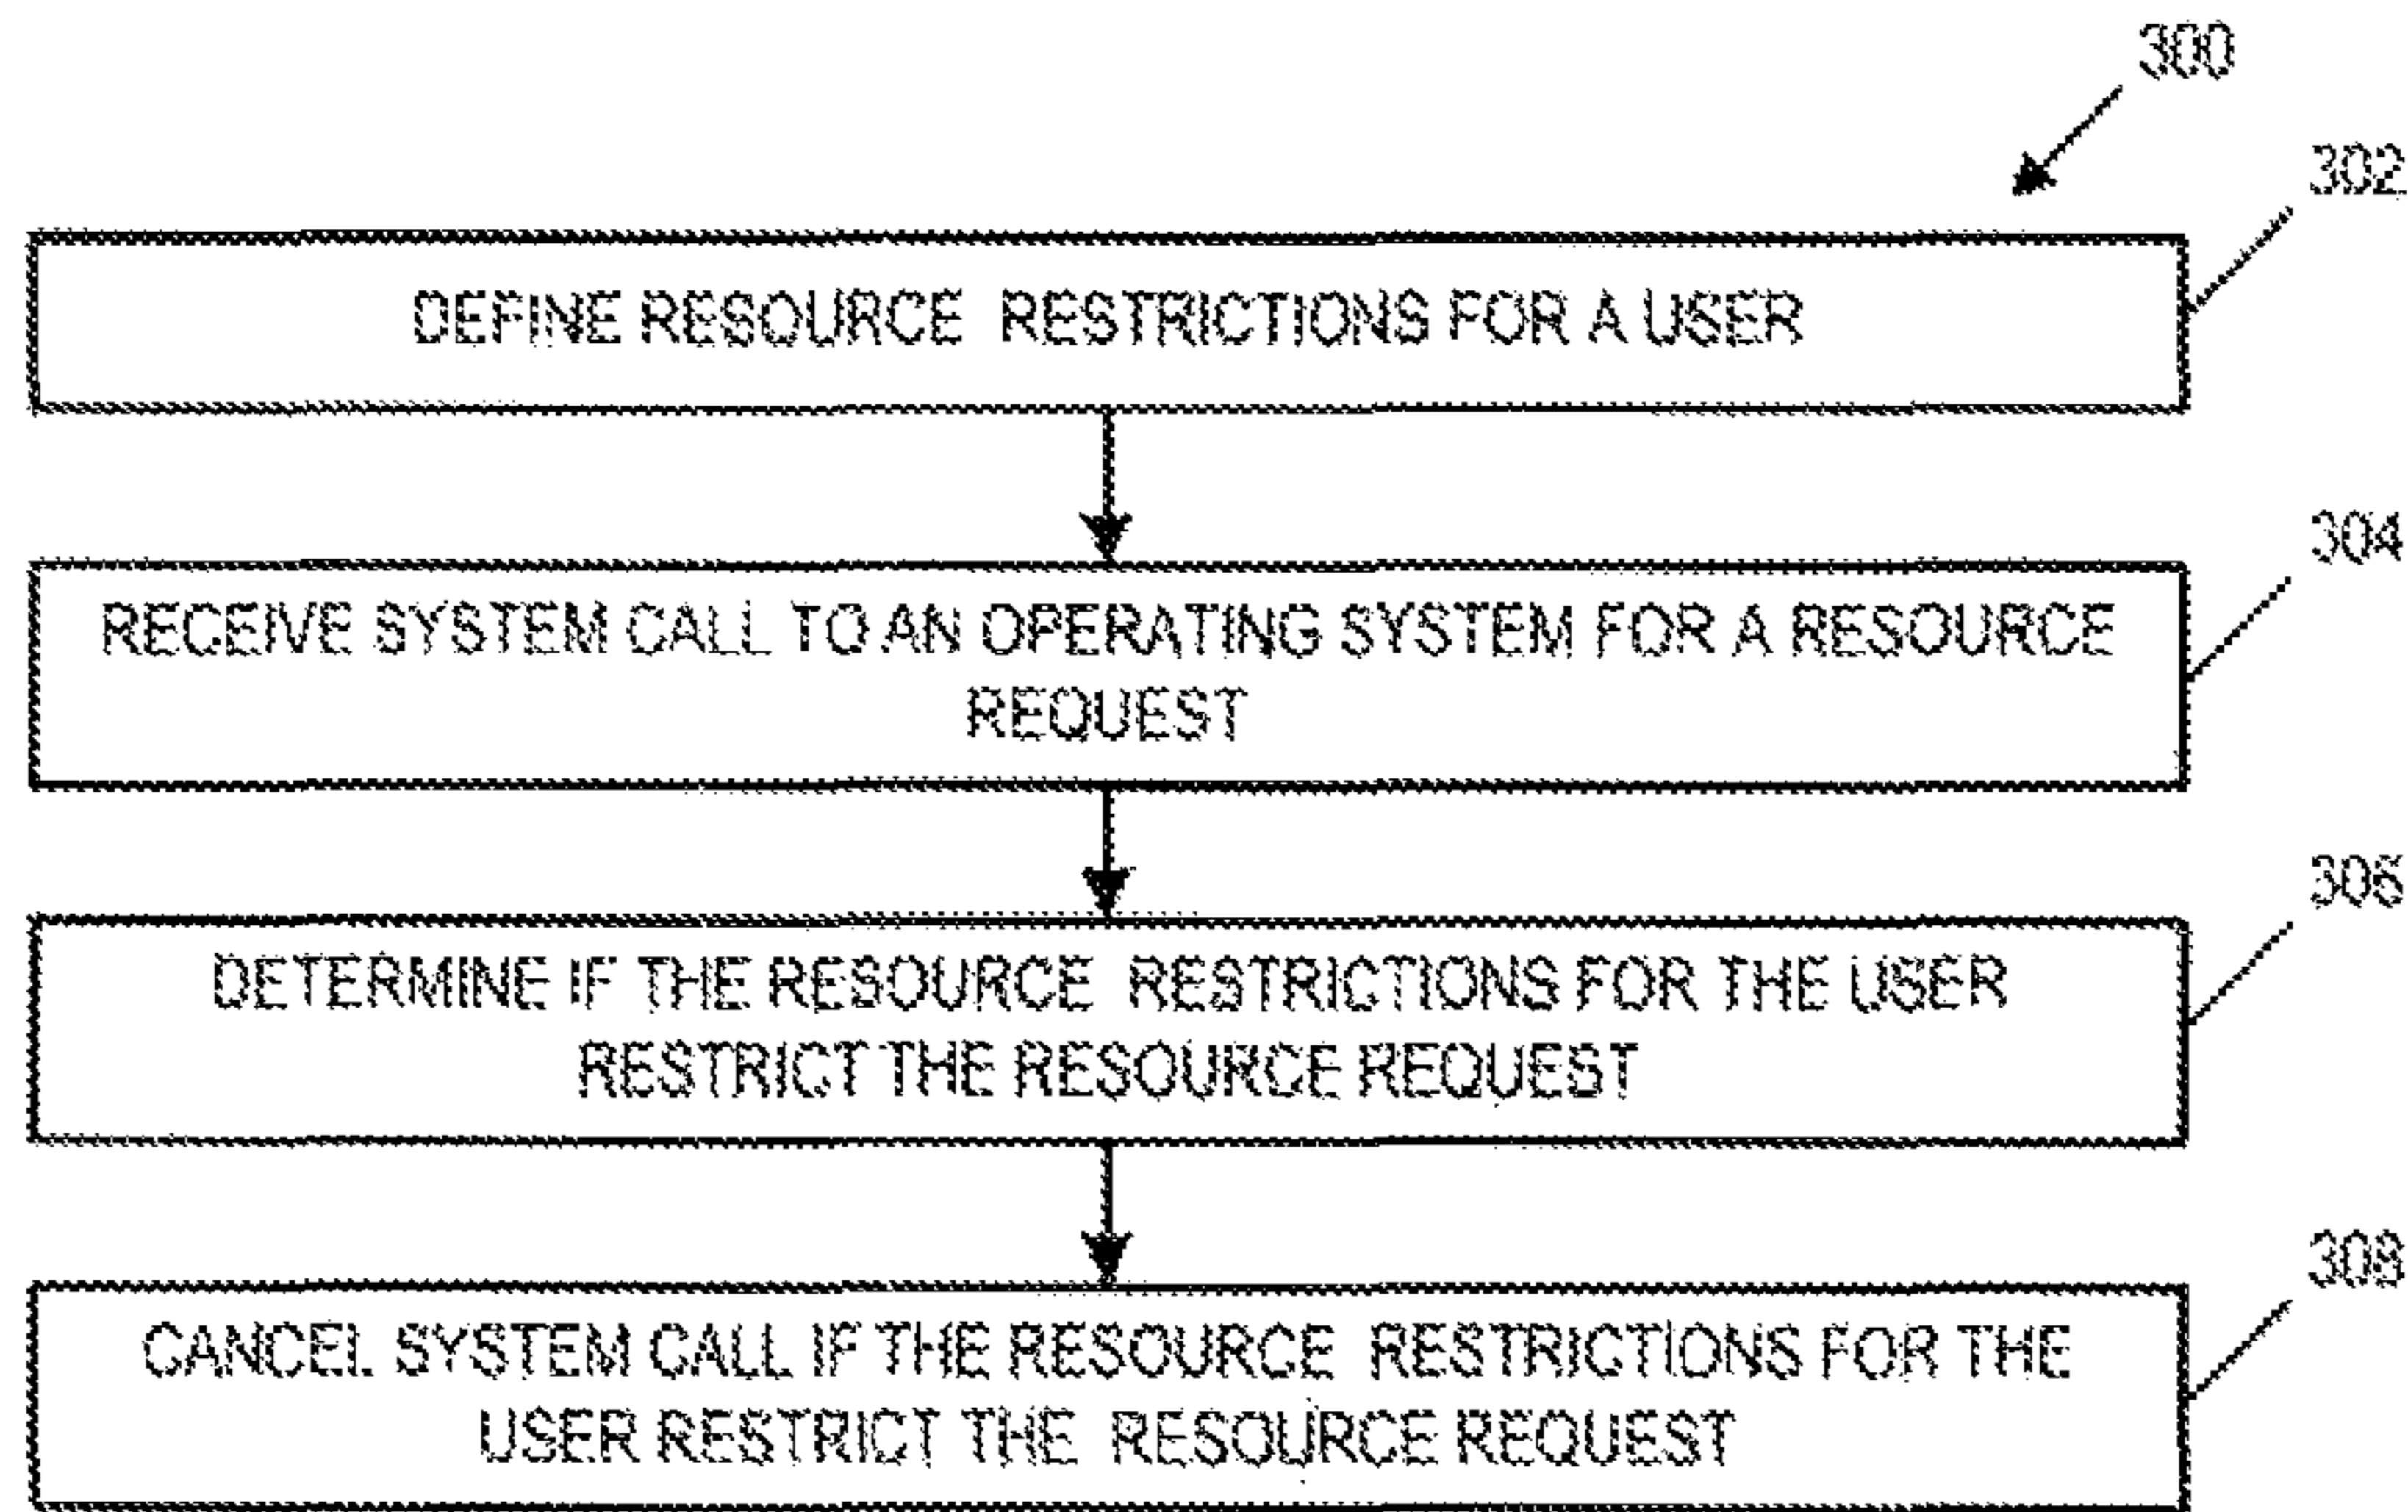 300
302
DEFINE RESOURCE RESTRICTIONS FOR A USER
304
RECEIVE SYSTEM CALL TO AN OPERATING SYSTEM FOR A RESOURCE
REQUEST
306
DETERMINE IF THE RESOURCE RESTRICTIONS FOR THE USER
RESTRICT THE RESOURCE REQUEST
308
CANCEL SYSTEM CALL IF THE RESOURCE RESTRICTIONS FOR THE
USER RESTRICT THE RESOURCE REQUEST